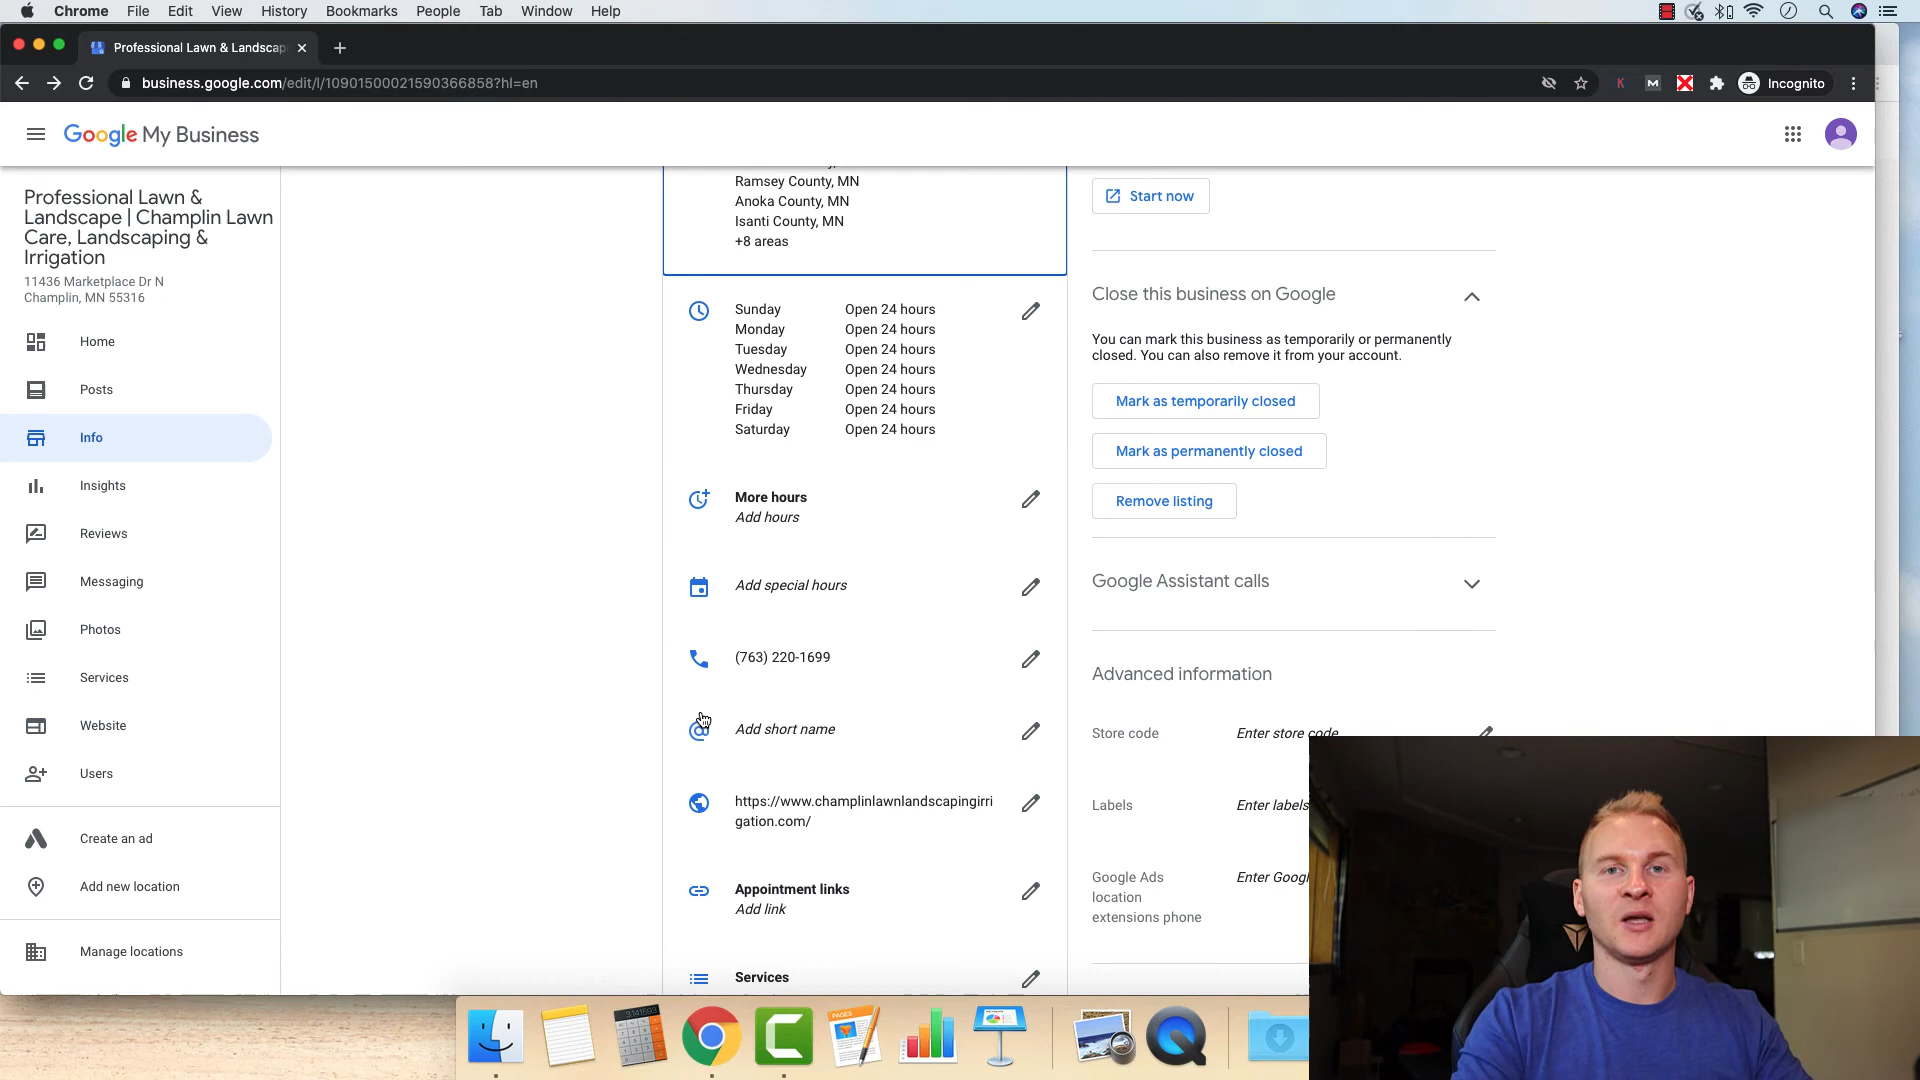 Chrome File Edit View History Bookmarks People Tab Window Help
Professional Lawn & Landscap
business.google.com/edit/l/10901500021590366858?hl=en
K
M
Incognito
Google My Business
Professional Lawn &
Landscape | Champlin Lawn
Care, Landscaping &
Irrigation
11436 Marketplace Dr N
Champlin, MN 55316
Home
Posts
Info
Insights
Reviews
Messaging
Photos
Services
Website
Users
Create an ad
Add new location
Manage locations
Ramsey County, MN
Anoka County, MN
Isanti County, MN
+8 areas
Sunday Open 24 hours
Monday Open 24 hours
Tuesday Open 24 hours
Wednesday Open 24 hours
Thursday Open 24 hours
Friday Open 24 hours
Saturday Open 24 hours
More hours
Add hours
Add special hours
(763) 220-1699
Add short name
https://www.champlinlawnlandscapingirri
gation.com/
Appointment links
Add link
Services
Start now
Close this business on Google
You can mark this business as temporarily or permanently
closed. You can also remove it from your account.
Mark as temporarily closed
Mark as permanently closed
Remove listing
Google Assistant calls
Advanced information
Store code Enter store code
Labels Enter labels
Google Ads
location
extensions phone
Enter Googl
3.141593
PAGES